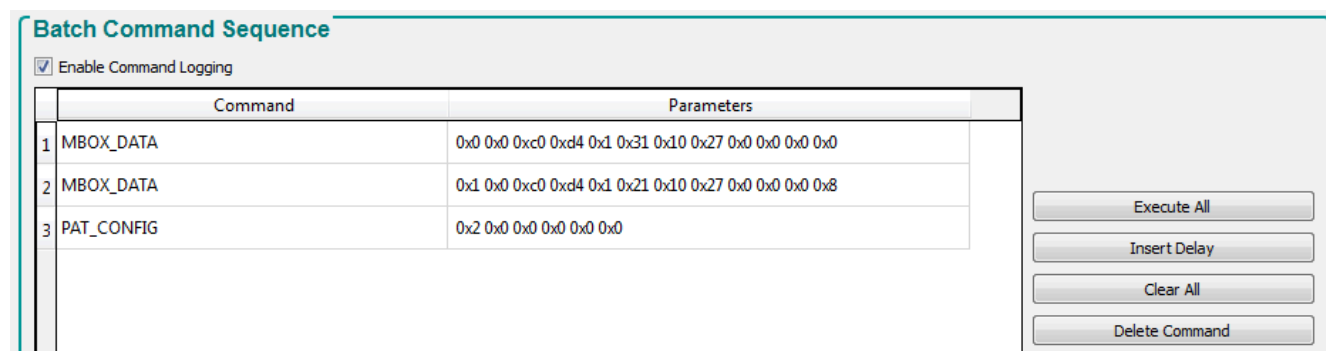 Batch Command Sequence
Enable Command Logging
Command Parameters
1 MBOX_DATA 0x0 0x0 0xc0 0xd4 0x1 0x31 0x10 0x27 0x0 0x0 0x0 0x0
2 MBOX_DATA 0x1 0x0 0xc0 0xd4 0x1 0x21 0x10 0x27 0x0 0x0 0x0 0x8
3 PAT_CONFIG 0x2 0x0 0x0 0x0 0x0 0x0
Execute All
Insert Delay
Clear All
Delete Command